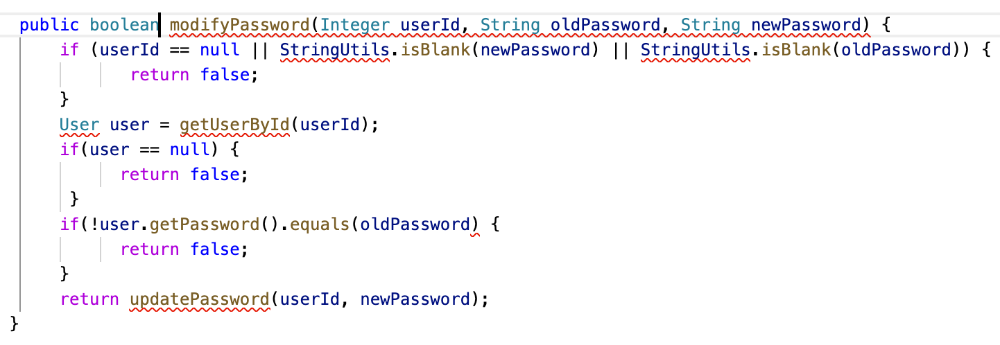 public boolean modifyPassword(Integer userId, String oldPassword, String newPassword) {
if (userId == null || StringUtils.isBlank(newPassword) || StringUtils.isBlank(oldPassword)) {
return false;
}
User user = getUserById(userId);
if(user == null) {
return false;
}
if(!user.getPassword().equals(oldPassword) {
return false;
}
return updatePassword(userId, newPassword);
}